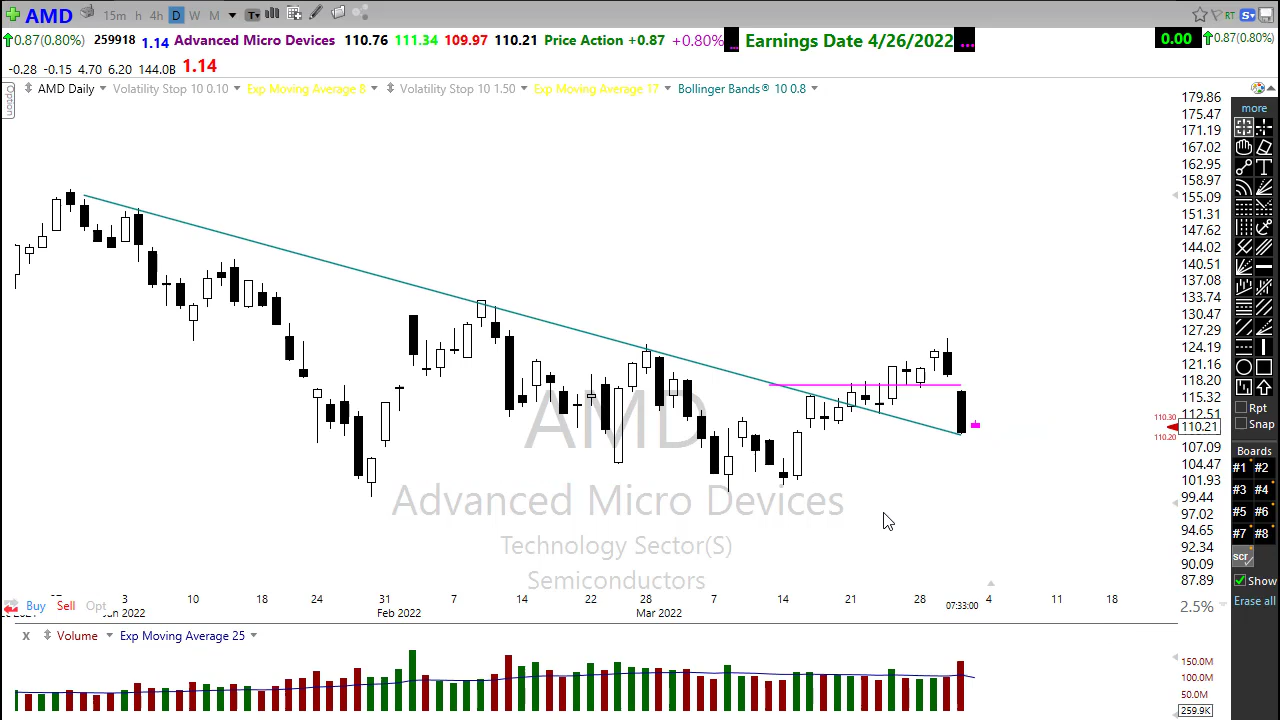 AMD 15m h 4h D W M T RT S
0.87(0.80%) 259918 1.14 Advanced Micro Devices 110.76 111.34 109.97 110.21 Price Action +0.87 +0.80% ... Earnings Date 4/26/2022 ... 0.00 0.87(0.80%)
-0.28 -0.15 4.70 6.20 144.0B 1.14
Option
AMD Daily Volatility Stop 10 0.10 Exp Moving Average 8 Volatility Stop 10 1.50 Exp Moving Average 17 Bollinger Bands® 10 0.8
179.86
175.47
171.19
167.02
162.95
158.97
155.09
151.31
147.62
144.02
140.51
137.08
133.74
130.47
127.29
124.19
121.16
118.20
115.32
112.51
110.30
110.21
110.20
107.09
104.47
101.93
99.44
97.02
94.65
92.34
90.09
87.89
2.5%
more
T
Rpt
Snap
Boards
#1 #2
#3 #4
#5 #6
#7 #8
scr
Show
Erase all
AMD
Advanced Micro Devices
Technology Sector(S)
Semiconductors
3 10 18 24 31 7 14 22 28 7 14 21 28 07:33:00 4 11 18
Buy Sell Opt
2022 Feb 2022 Mar 2022
x Volume Exp Moving Average 25
150.0M
100.0M
50.0M
259.9K